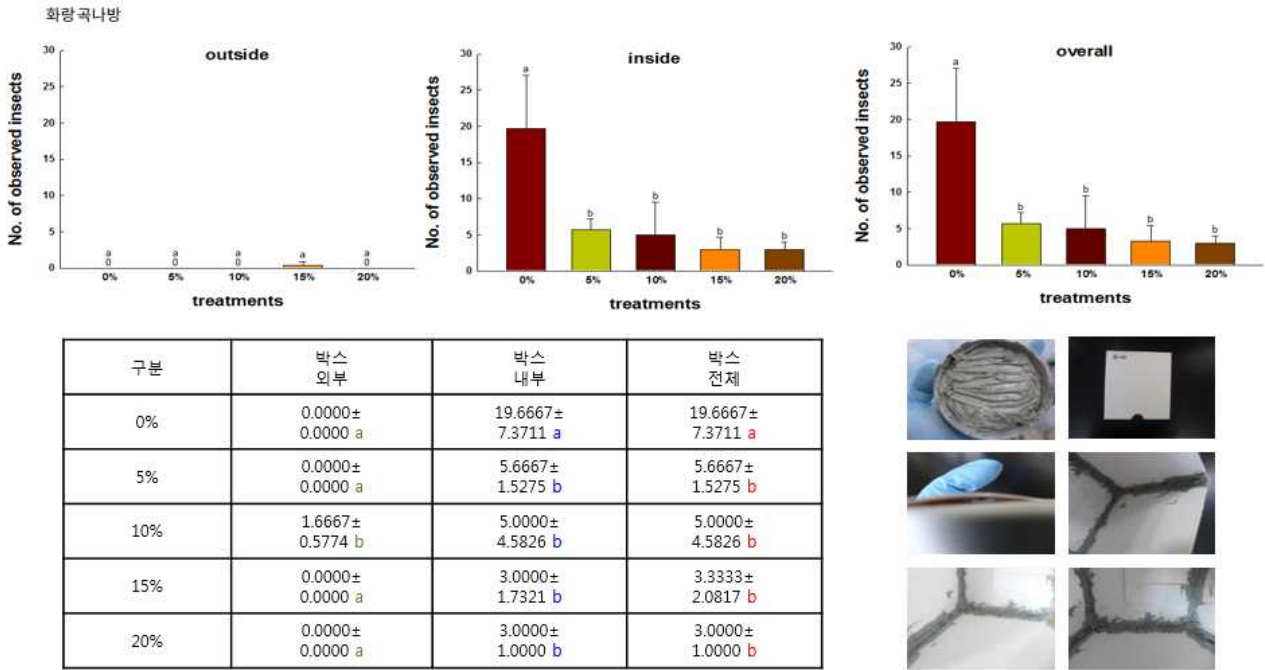 화랑곡나방
outside
No. of observed insects
30
25
20
15
10
5
0
a
0
a
0
a
0
a
a
0
0%
5%
10%
15%
20%
treatments
inside
No. of observed insects
30
25
20
15
10
5
0
a
b
b
b
b
0%
5%
10%
15%
20%
treatments
overall
No. of observed insects
30
25
20
15
10
5
0
a
b
b
b
b
0%
5%
10%
15%
20%
treatments
구분
박스
외부
박스
내부
박스
전체
0%
0.0000±
0.0000 a
19.6667±
7.3711 a
19.6667±
7.3711 a
5%
0.0000±
0.0000 a
5.6667±
1.5275 b
5.6667±
1.5275 b
10%
1.6667±
0.5774 b
5.0000±
4.5826 b
5.0000±
4.5826 b
15%
0.0000±
0.0000 a
3.0000±
1.7321 b
3.3333±
2.0817 b
20%
0.0000±
0.0000 a
3.0000±
1.0000 b
3.0000±
1.0000 b